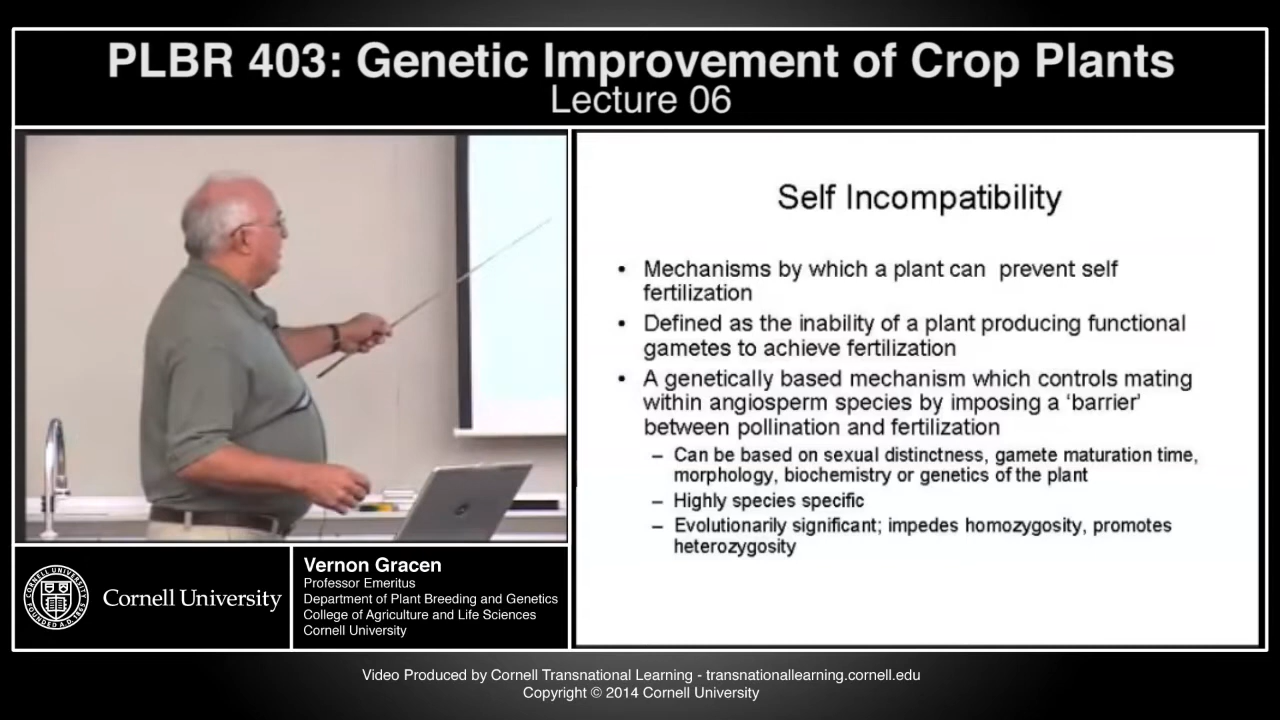 PLBR 403: Genetic Improvement of Crop Plants
Lecture 06
Self Incompatibility
• Mechanisms by which a plant can prevent self
fertilization
• Defined as the inability of a plant producing functional
gametes to achieve fertilization
• A genetically based mechanism which controls mating
within angiosperm species by imposing a ‘barrier’
between pollination and fertilization
– Can be based on sexual distinctness, gamete maturation time,
morphology, biochemistry or genetics of the plant
– Highly species specific
– Evolutionarily significant; impedes homozygosity, promotes
heterozygosity
Cornell University
Vernon Gracen
Professor Emeritus
Department of Plant Breeding and Genetics
College of Agriculture and Life Sciences
Cornell University
Video Produced by Cornell Transnational Learning - transnationallearning.cornell.edu
Copyright © 2014 Cornell University